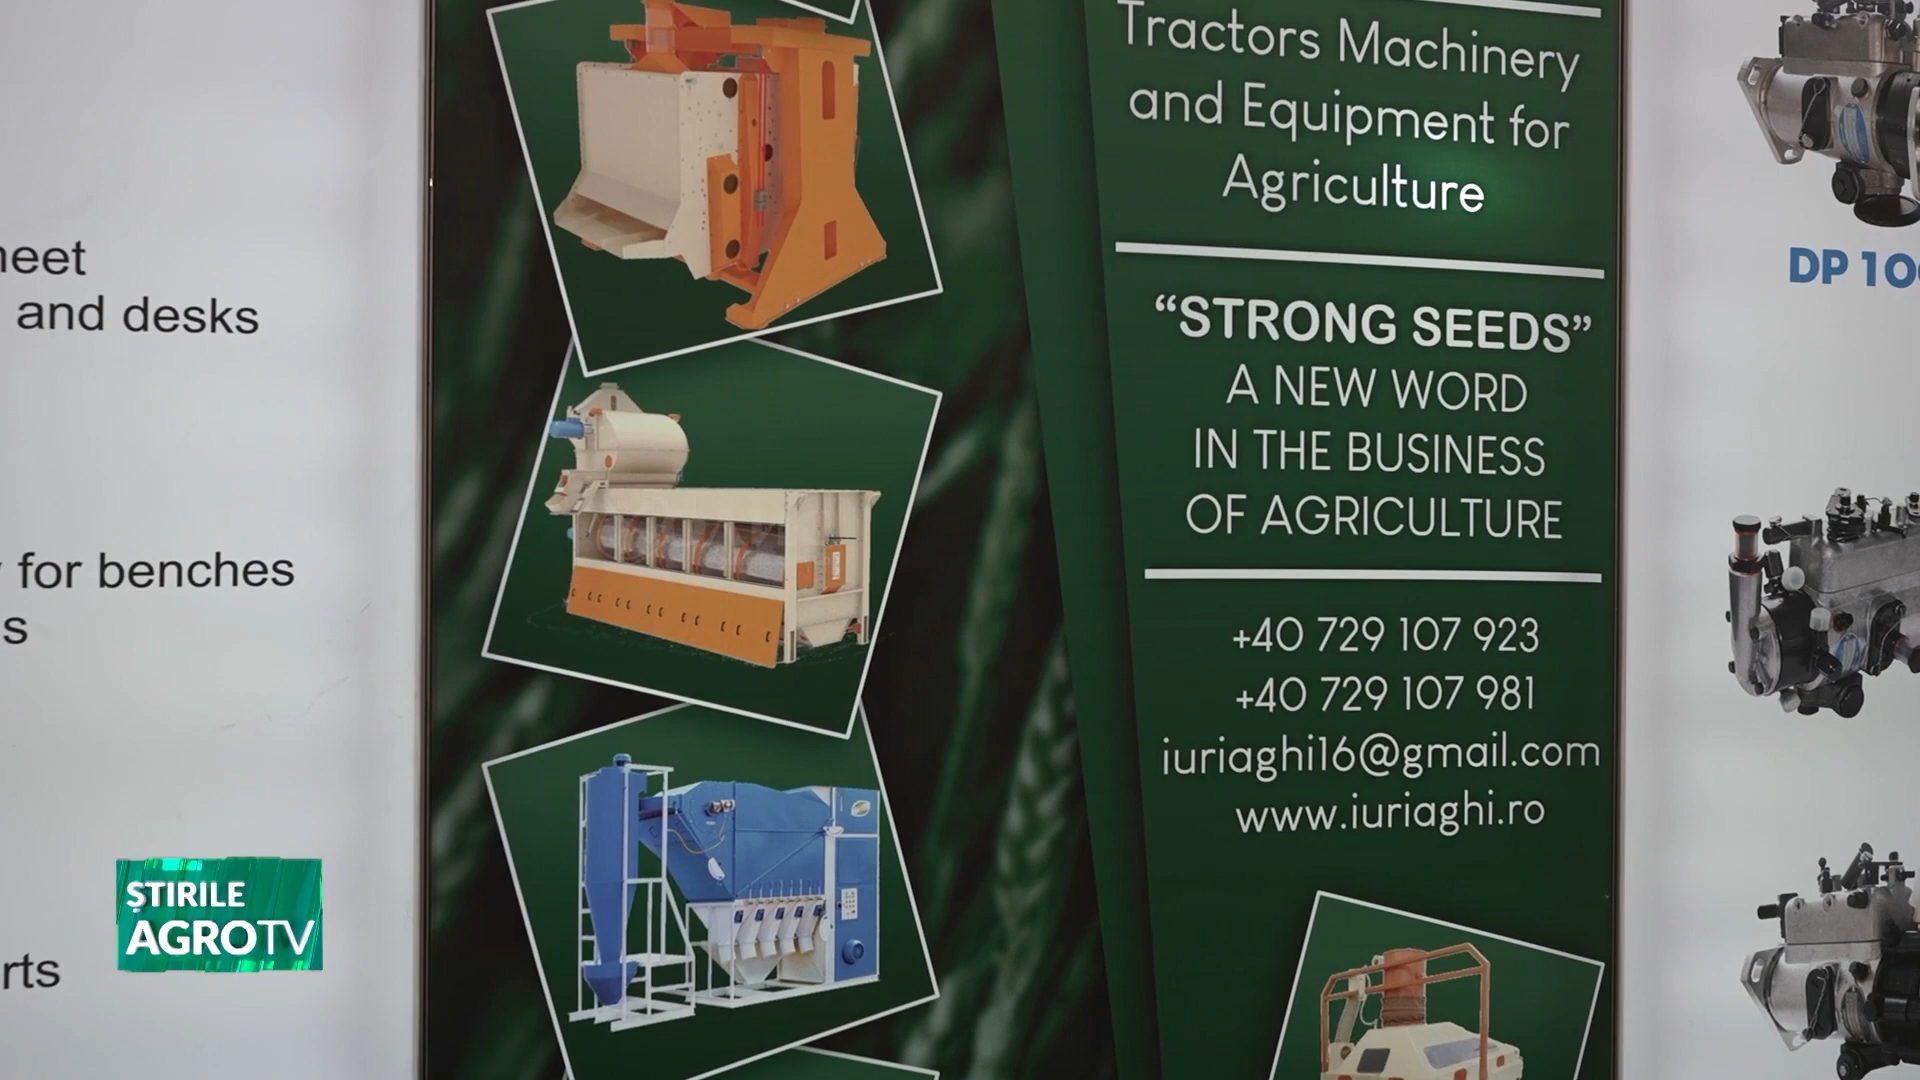 heet
and desks
for benches
s
rts
Tractors Machinery
and Equipment for
Agriculture
“STRONG SEEDS”
A NEW WORD
IN THE BUSINESS
OF AGRICULTURE
+40 729 107 923
+40 729 107 981
iuriaghi16@gmail.com
www.iuriaghi.ro
DP 10
ȘTIRILE
AGROTV